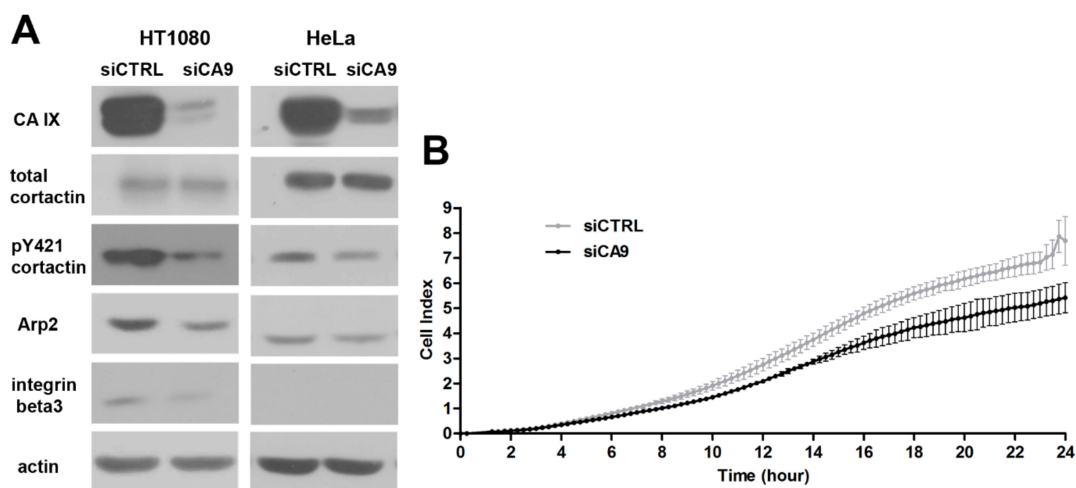 A
HT1080 HeLa
siCTRL siCA9 siCTRL siCA9
CA IX
total
cortactin
pY421
cortactin
Arp2
integrin
beta3
actin
B
siCTRL
siCA9
Cell Index
9
8
7
6
5
4
3
2
1
0
0 2 4 6 8 10 12 14 16 18 20 22 24
Time (hour)